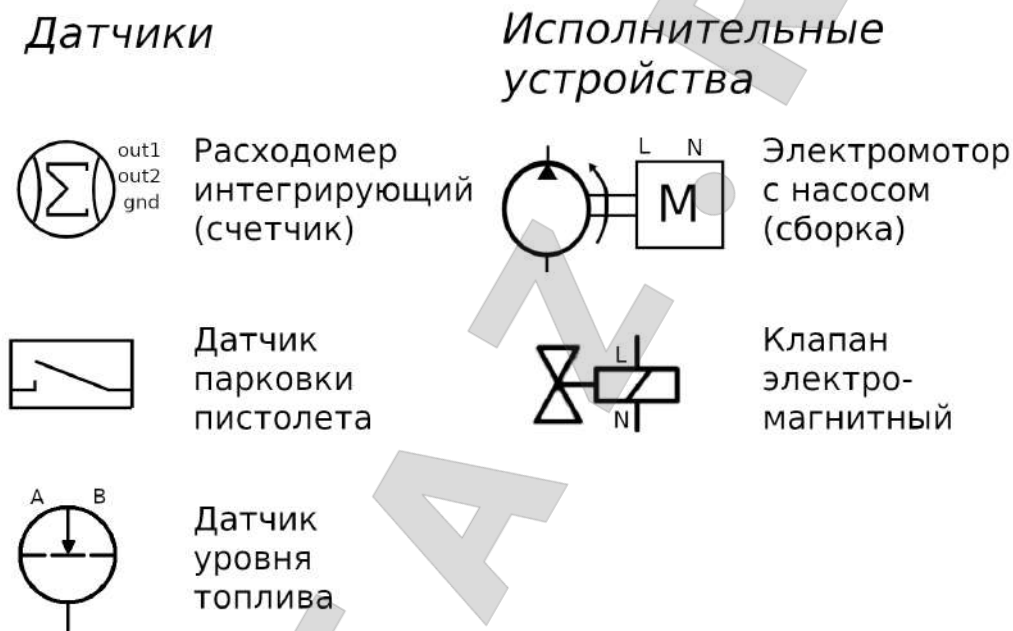 Датчики
Исполнительные
устройства
out1
out2
gnd
Расходомер
интегрирующий
(счетчик)
L N
M
Электромотор
с насосом
(сборка)
Датчик
парковки
пистолета
L
N
Клапан
электро-
магнитный
A B
Датчик
уровня
топлива